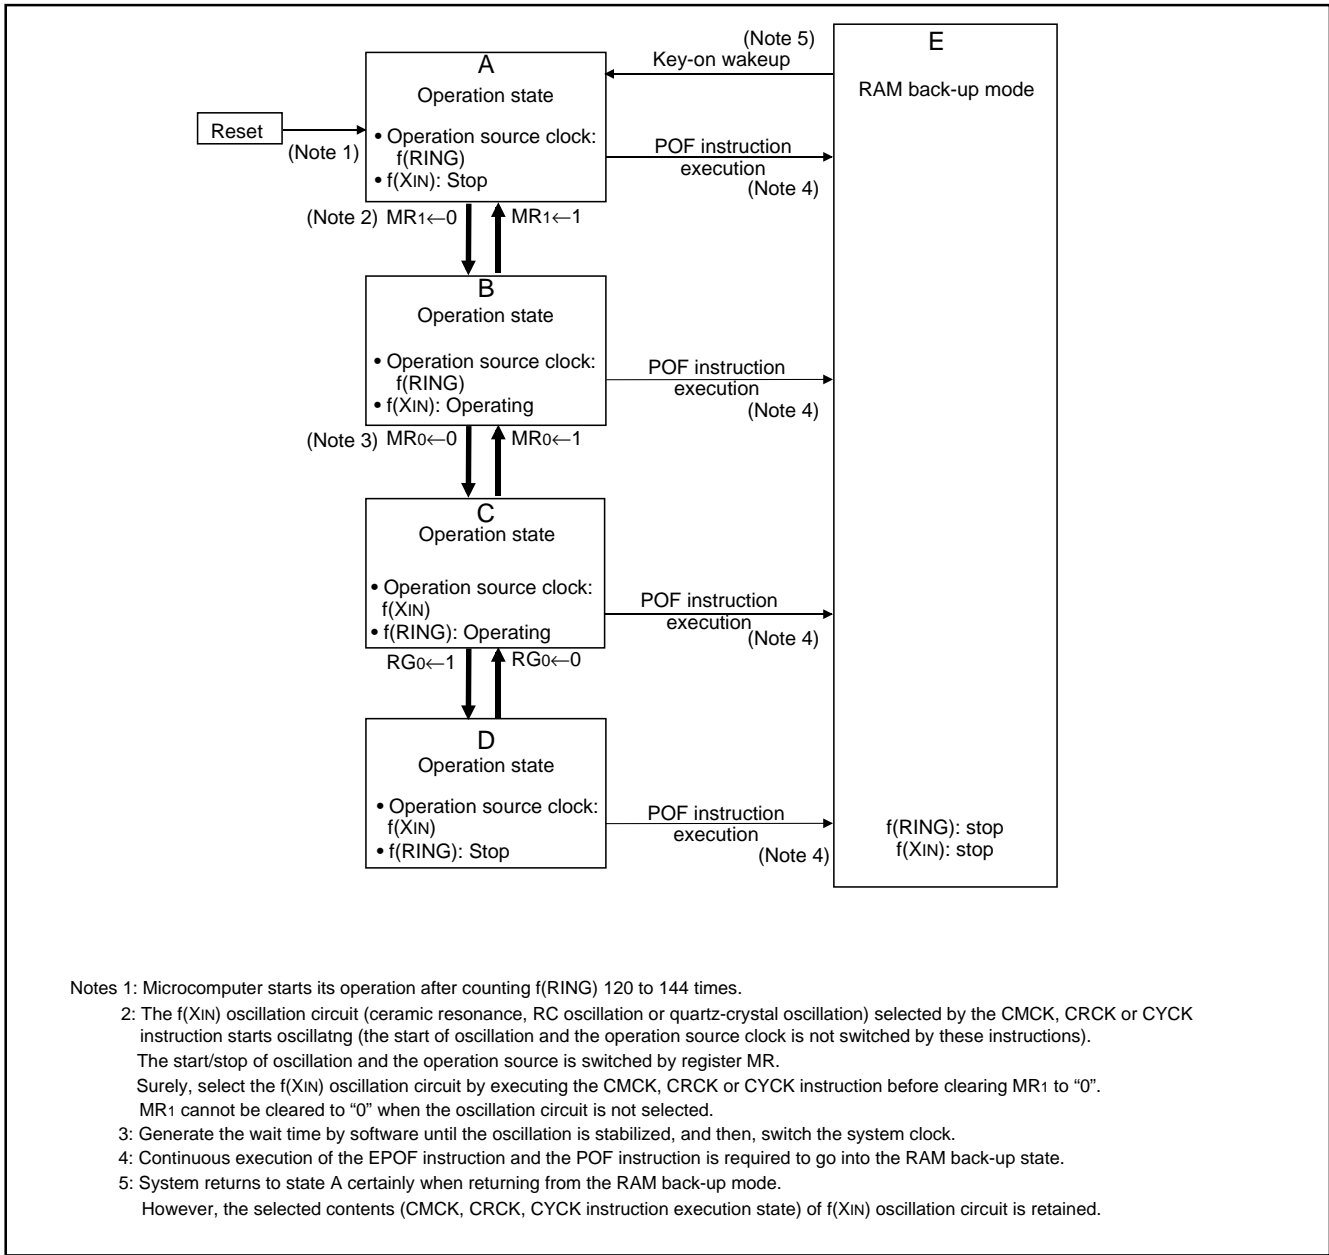 (Note 5)
Key-on wakeup
E
RAM back-up mode
A
Operation state
• Operation source clock:
f(RING)
• f(XIN): Stop
Reset
(Note 1)
POF instruction
execution
(Note 4)
(Note 2) MR1←0
MR1←1
B
Operation state
• Operation source clock:
f(RING)
• f(XIN): Operating
POF instruction
execution
(Note 4)
(Note 3) MR0←0
MR0←1
C
Operation state
• Operation source clock:
f(XIN)
• f(RING): Operating
POF instruction
execution
(Note 4)
RG0←1
RG0←0
D
Operation state
• Operation source clock:
f(XIN)
• f(RING): Stop
POF instruction
execution
(Note 4)
f(RING): stop
f(XIN): stop
Notes 1: Microcomputer starts its operation after counting f(RING) 120 to 144 times.
2: The f(XIN) oscillation circuit (ceramic resonance, RC oscillation or quartz-crystal oscillation) selected by the CMCK, CRCK or CYCK
instruction starts oscillatng (the start of oscillation and the operation source clock is not switched by these instructions).
The start/stop of oscillation and the operation source is switched by register MR.
Surely, select the f(XIN) oscillation circuit by executing the CMCK, CRCK or CYCK instruction before clearing MR1 to “0”.
MR1 cannot be cleared to “0” when the oscillation circuit is not selected.
3: Generate the wait time by software until the oscillation is stabilized, and then, switch the system clock.
4: Continuous execution of the EPOF instruction and the POF instruction is required to go into the RAM back-up state.
5: System returns to state A certainly when returning from the RAM back-up mode.
However, the selected contents (CMCK, CRCK, CYCK instruction execution state) of f(XIN) oscillation circuit is retained.